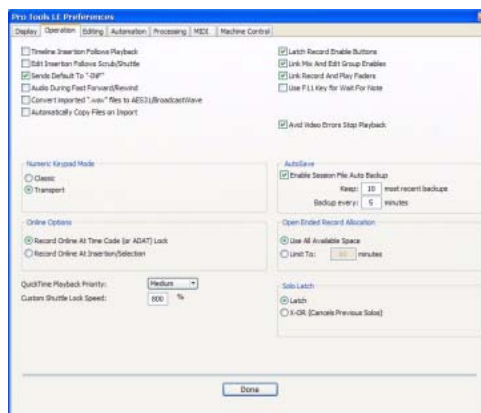 Pro Tools LE Preferences
Display Operation Editing Automation Processing MIDI Machine Control
Timeline Insertion Follows Playback
Edit Insertion Follows Scrub/Shuttle
Sends Default To "-INF"
Audio During Fast Forward/Rewind
Convert imported ".wav" files to AES31/BroadcastWave
Automatically Copy Files on Import
Latch Record Enable Buttons
Link Mix And Edit Group Enables
Link Record And Play Faders
Use F11 Key for Wait For Note
Avid Video Errors Stop Playback
Numeric Keypad Mode
Classic
Transport
AutoSave
Enable Session File Auto Backup
Keep: 10 most recent backups
Backup every: 5 minutes
Online Options
Record Online At Time Code (or ADAT) Lock
Record Online At Insertion/Selection
Open Ended Record Allocation
Use All Available Space
Limit To: minutes
QuickTime Playback Priority: Medium
Custom Shuttle Lock Speed: 800 %
Solo Latch
Latch
X-OR (Cancels Previous Solos)
Done